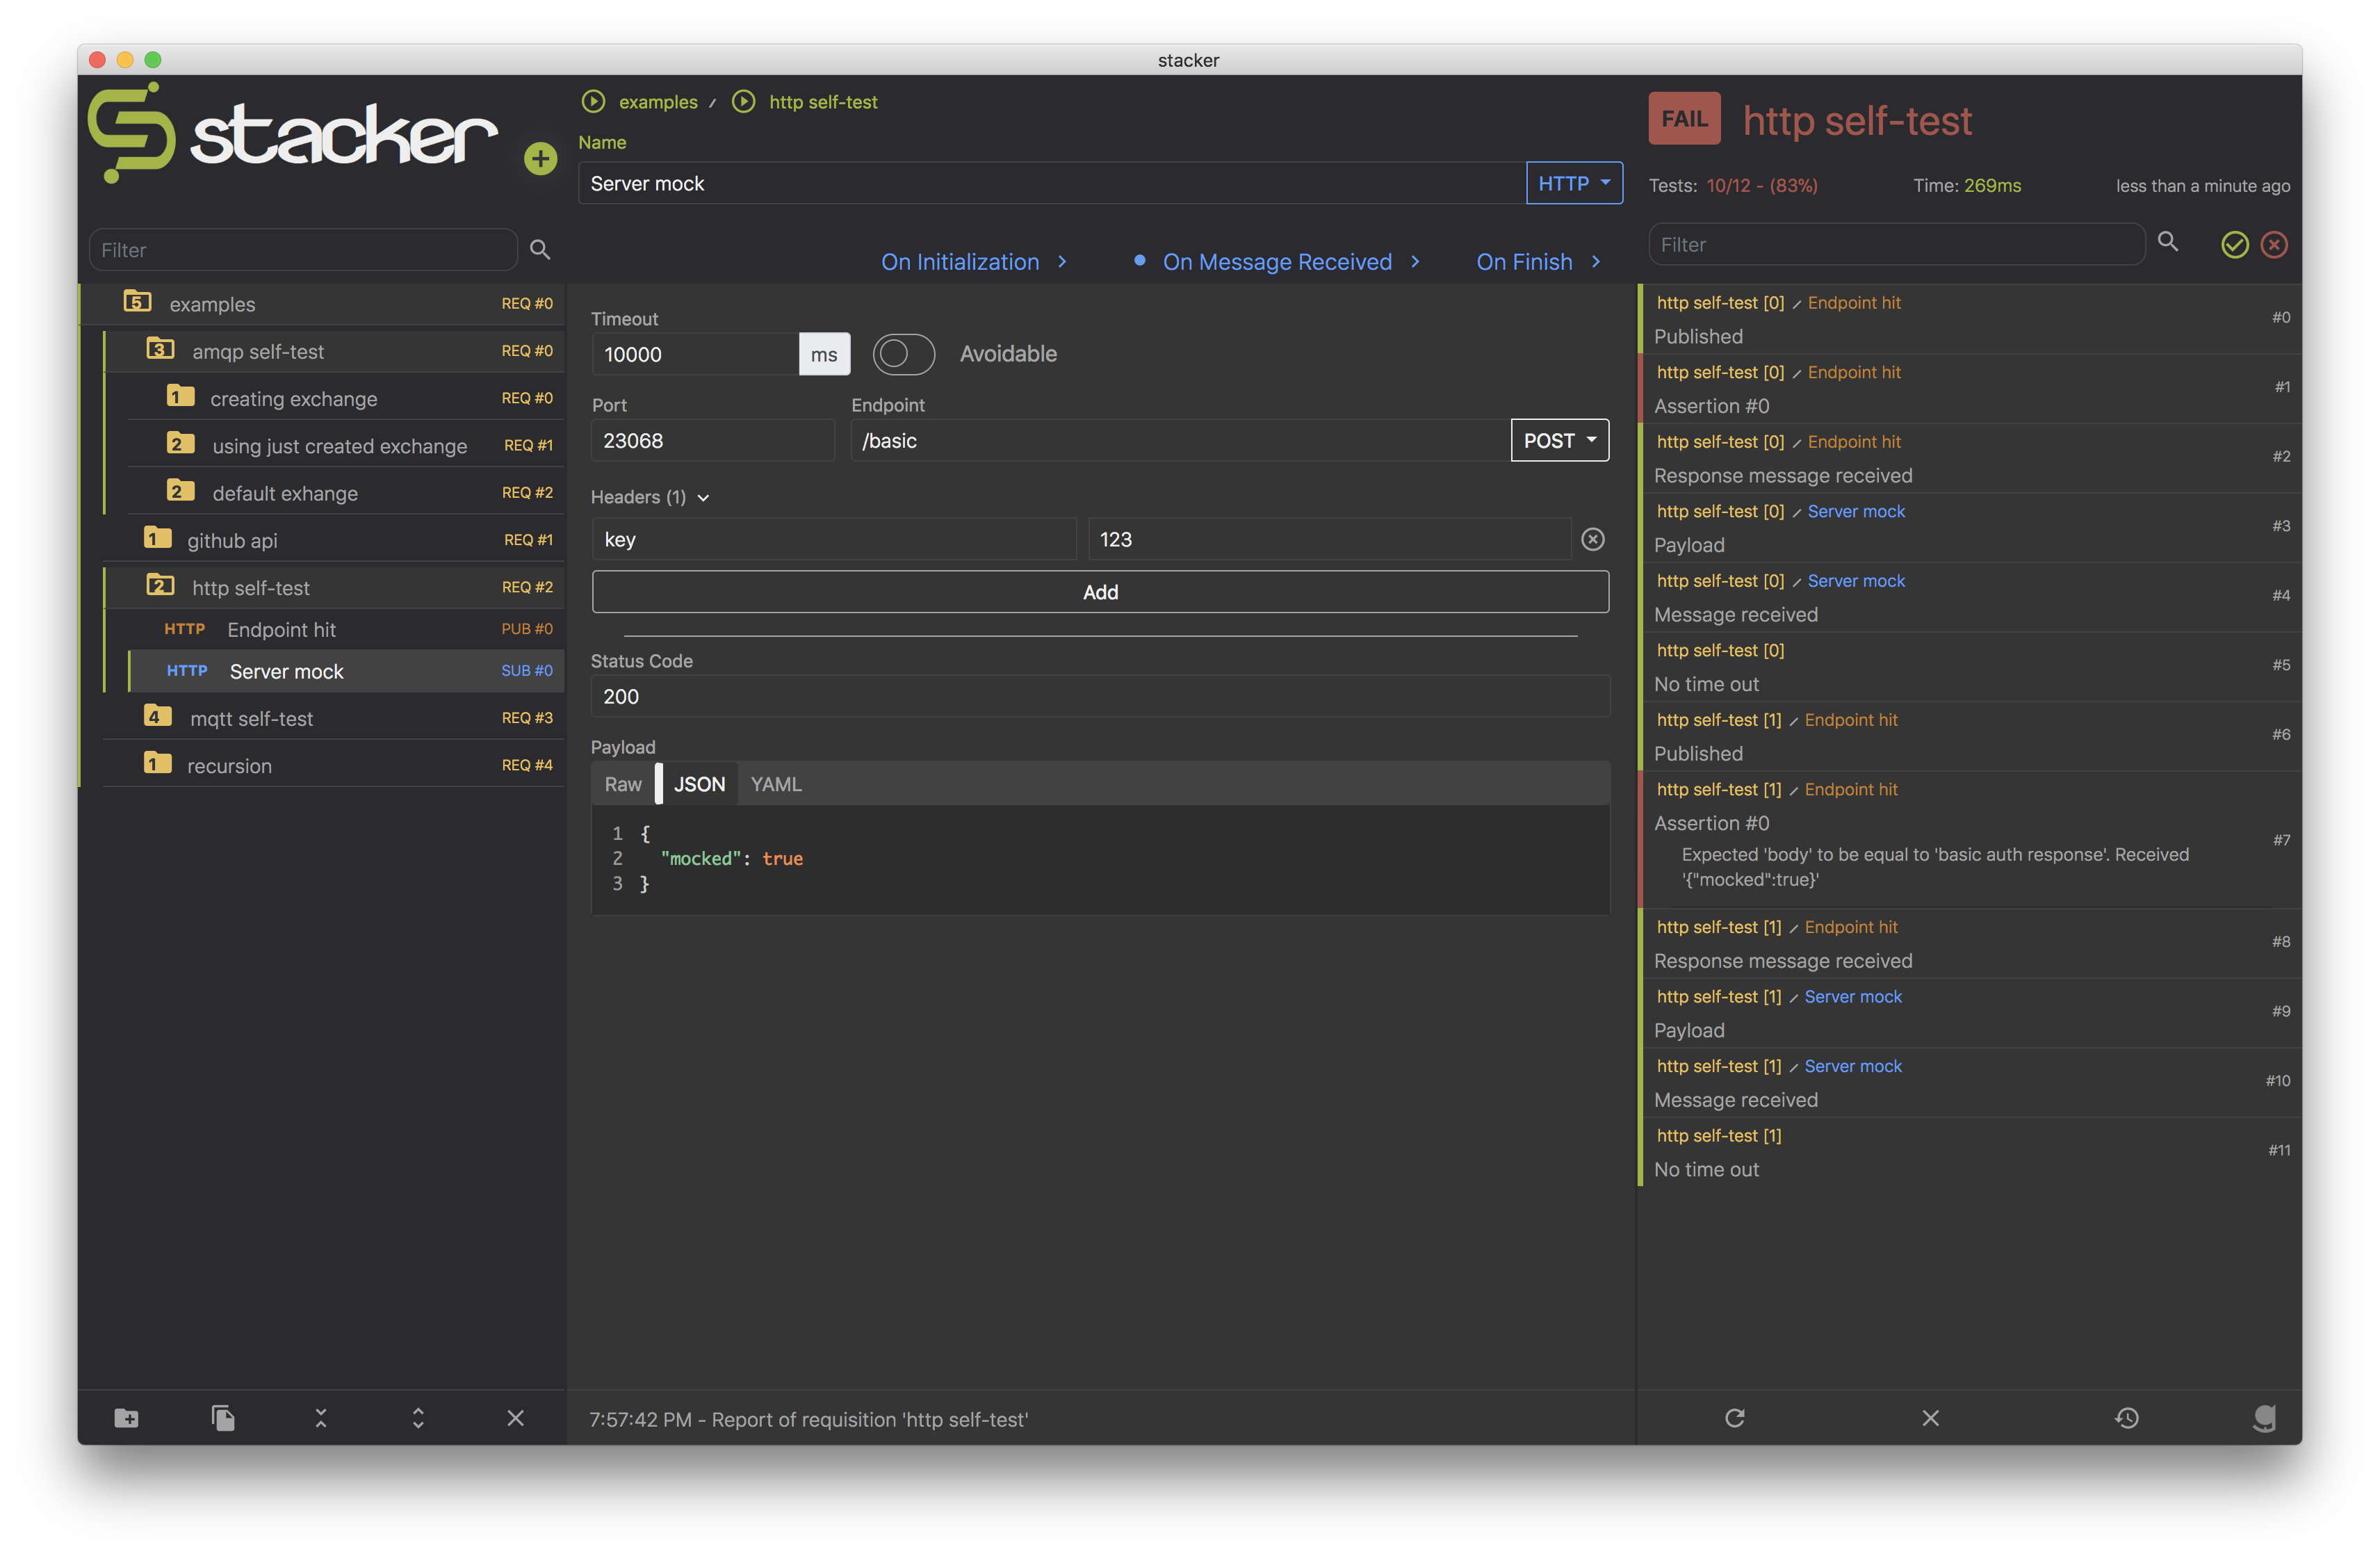 stacker
stacker
Filter
5 examples REQ #0
3 amqp self-test REQ #0
1 creating exchange REQ #0
2 using just created exchange REQ #1
2 default exhange REQ #2
1 github api REQ #1
2 http self-test REQ #2
HTTP Endpoint hit PUB #0
HTTP Server mock SUB #0
4 mqtt self-test REQ #3
1 recursion REQ #4
examples / http self-test
Name
Server mock HTTP
On Initialization On Message Received On Finish
Timeout
10000 ms Avoidable
Port Endpoint
23068 /basic POST
Headers (1)
key 123
Add
Status Code
200
Payload
Raw JSON YAML
1 {
2 "mocked": true
3 }
7:57:42 PM - Report of requisition 'http self-test'
FAIL http self-test
Tests: 10/12 - (83%) Time: 269ms less than a minute ago
Filter
http self-test [0] / Endpoint hit
#0
Published
http self-test [0] / Endpoint hit
#1
Assertion #0
http self-test [0] / Endpoint hit
#2
Response message received
http self-test [0] / Server mock
#3
Payload
http self-test [0] / Server mock
#4
Message received
http self-test [0]
#5
No time out
http self-test [1] / Endpoint hit
#6
Published
http self-test [1] / Endpoint hit
Assertion #0
#7
Expected 'body' to be equal to 'basic auth response'. Received
'{"mocked":true}'
http self-test [1] / Endpoint hit
#8
Response message received
http self-test [1] / Server mock
#9
Payload
http self-test [1] / Server mock
#10
Message received
http self-test [1]
#11
No time out